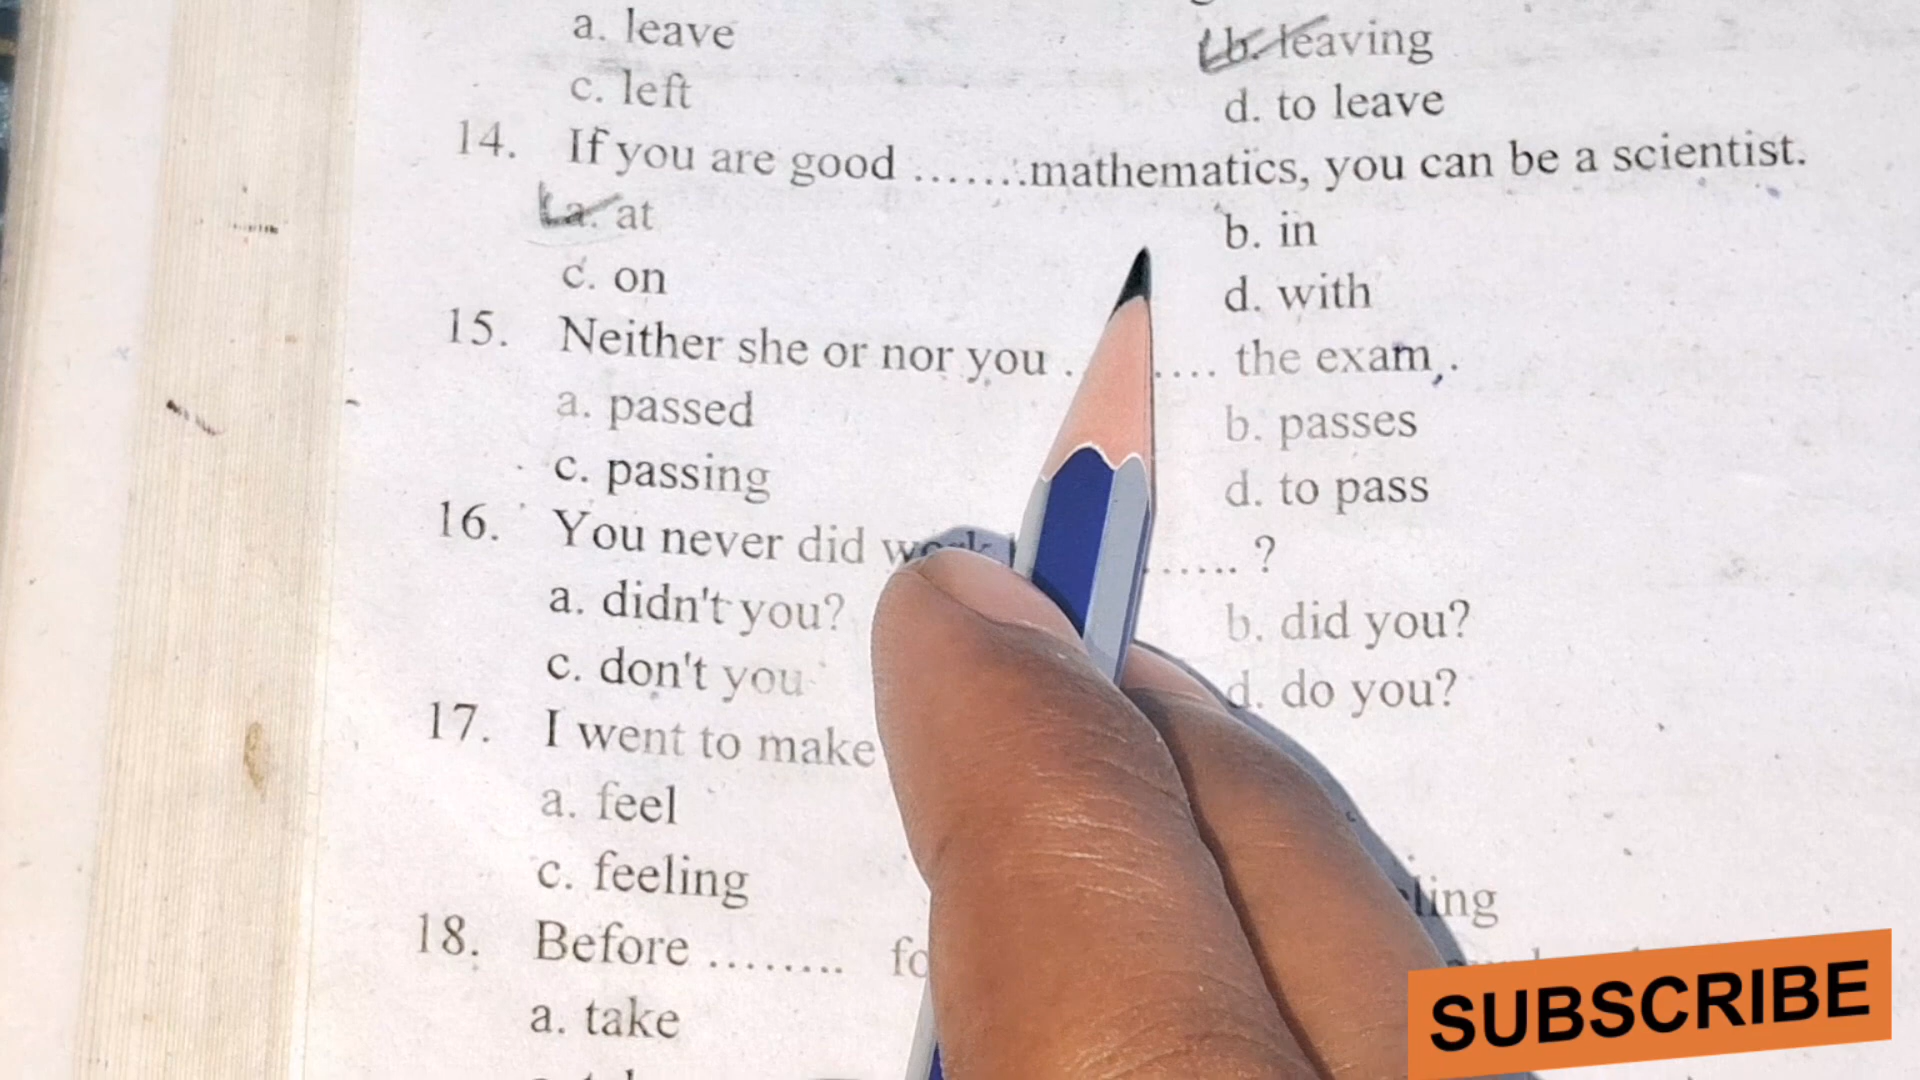 a. leave b. leaving
c. left d. to leave
14. If you are good .......mathematics, you can be a scientist.
a. at b. in
c. on d. with
15. Neither she or nor you . .... the exam .
a. passed b. passes
c. passing d. to pass
16. You never did ...... ?
a. didn't you? b. did you?
c. don't you d. do you?
17. I went to make
a. feel
c. feeling
18. Before ........
a. take
SUBSCRIBE